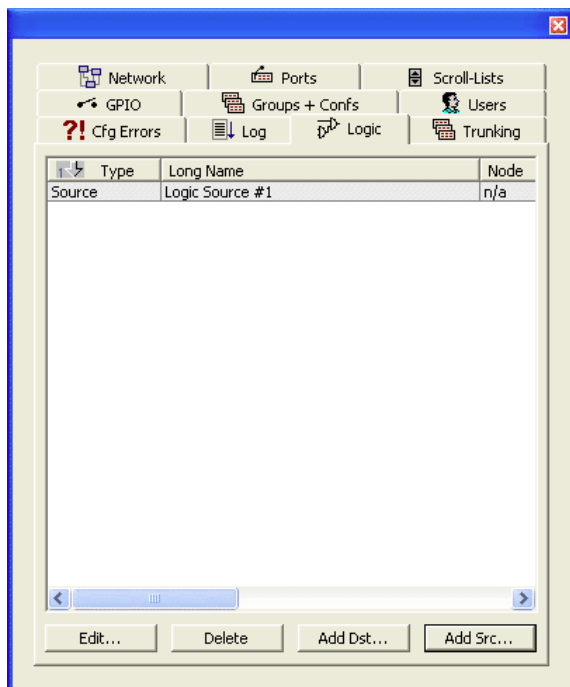 Network Ports Scroll-Lists
GPIO Groups + Confs Users
?! Cfg Errors Log Logic Trunking
Type Long Name Node
Source Logic Source #1 n/a
Edit... Delete Add Dst... Add Src...